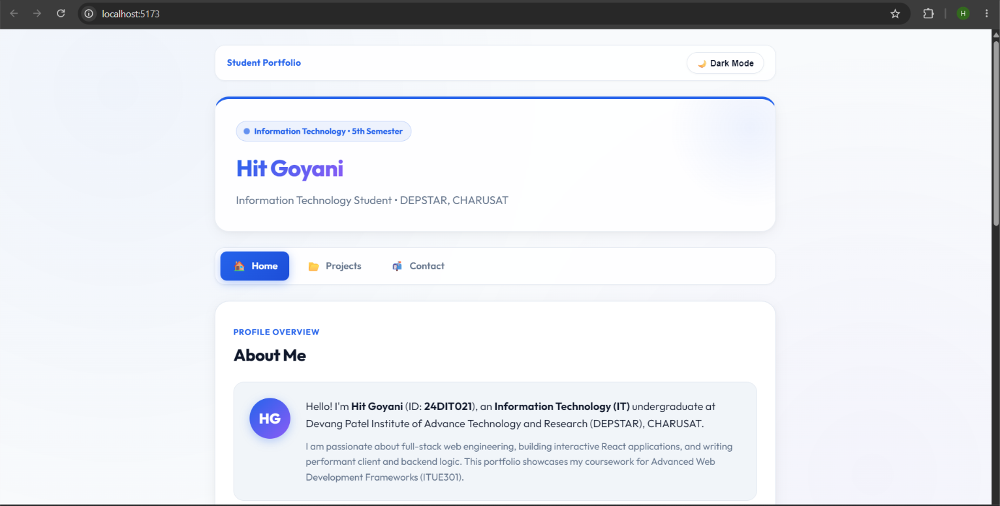 localhost:5173
H
Student Portfolio
🌙 Dark Mode
Information Technology • 5th Semester
Hit Goyani
Information Technology Student • DEPSTAR, CHARUSAT
🏠 Home
📁 Projects
📬 Contact
PROFILE OVERVIEW
About Me
HG
Hello! I'm Hit Goyani (ID: 24DIT021), an Information Technology (IT) undergraduate at
Devang Patel Institute of Advance Technology and Research (DEPSTAR), CHARUSAT.
I am passionate about full-stack web engineering, building interactive React applications, and writing
performant client and backend logic. This portfolio showcases my coursework for Advanced Web
Development Frameworks (ITUE301).